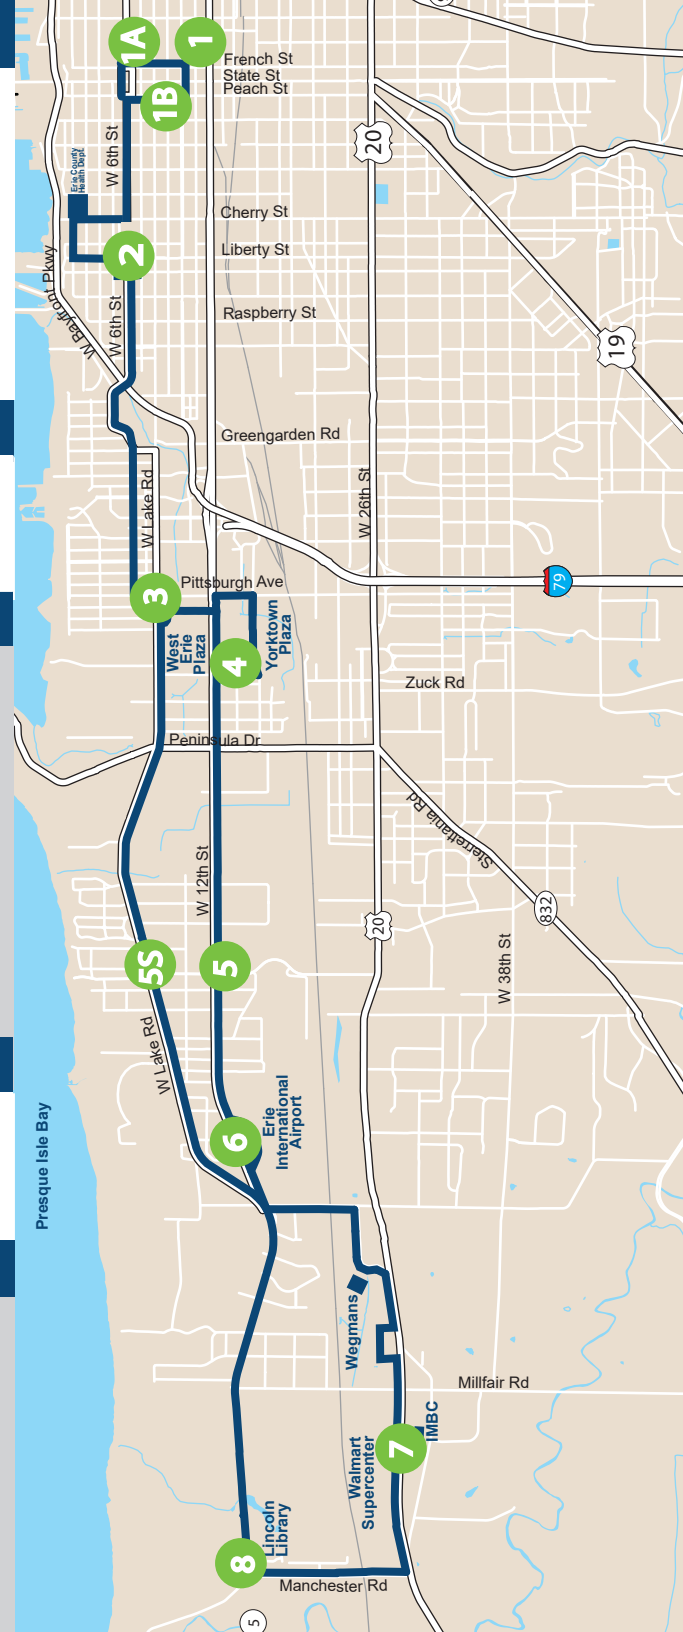 1A
1
French St
State St
Peach St
1B
W 6th St
20
Erie County
Health Dept.
Cherry St
2
Liberty St
W Bayfront Pkwy
W 6th St
Raspberry St
19
Greengarden Rd
W Lake Rd
W 26th St
Pittsburgh Ave
79
3
West
Erie
Plaza
4
Yorktown
Plaza
Zuck Rd
Peninsula Dr
Sterrettania Rd
W 12th St
832
20
5S
5
W 38th St
W Lake Rd
Presque Isle Bay
6
Erie
International
Airport
Wegmans
Millfair Rd
IMBC
7
Walmart
Supercenter
Lincoln
Library
8
Manchester Rd
5